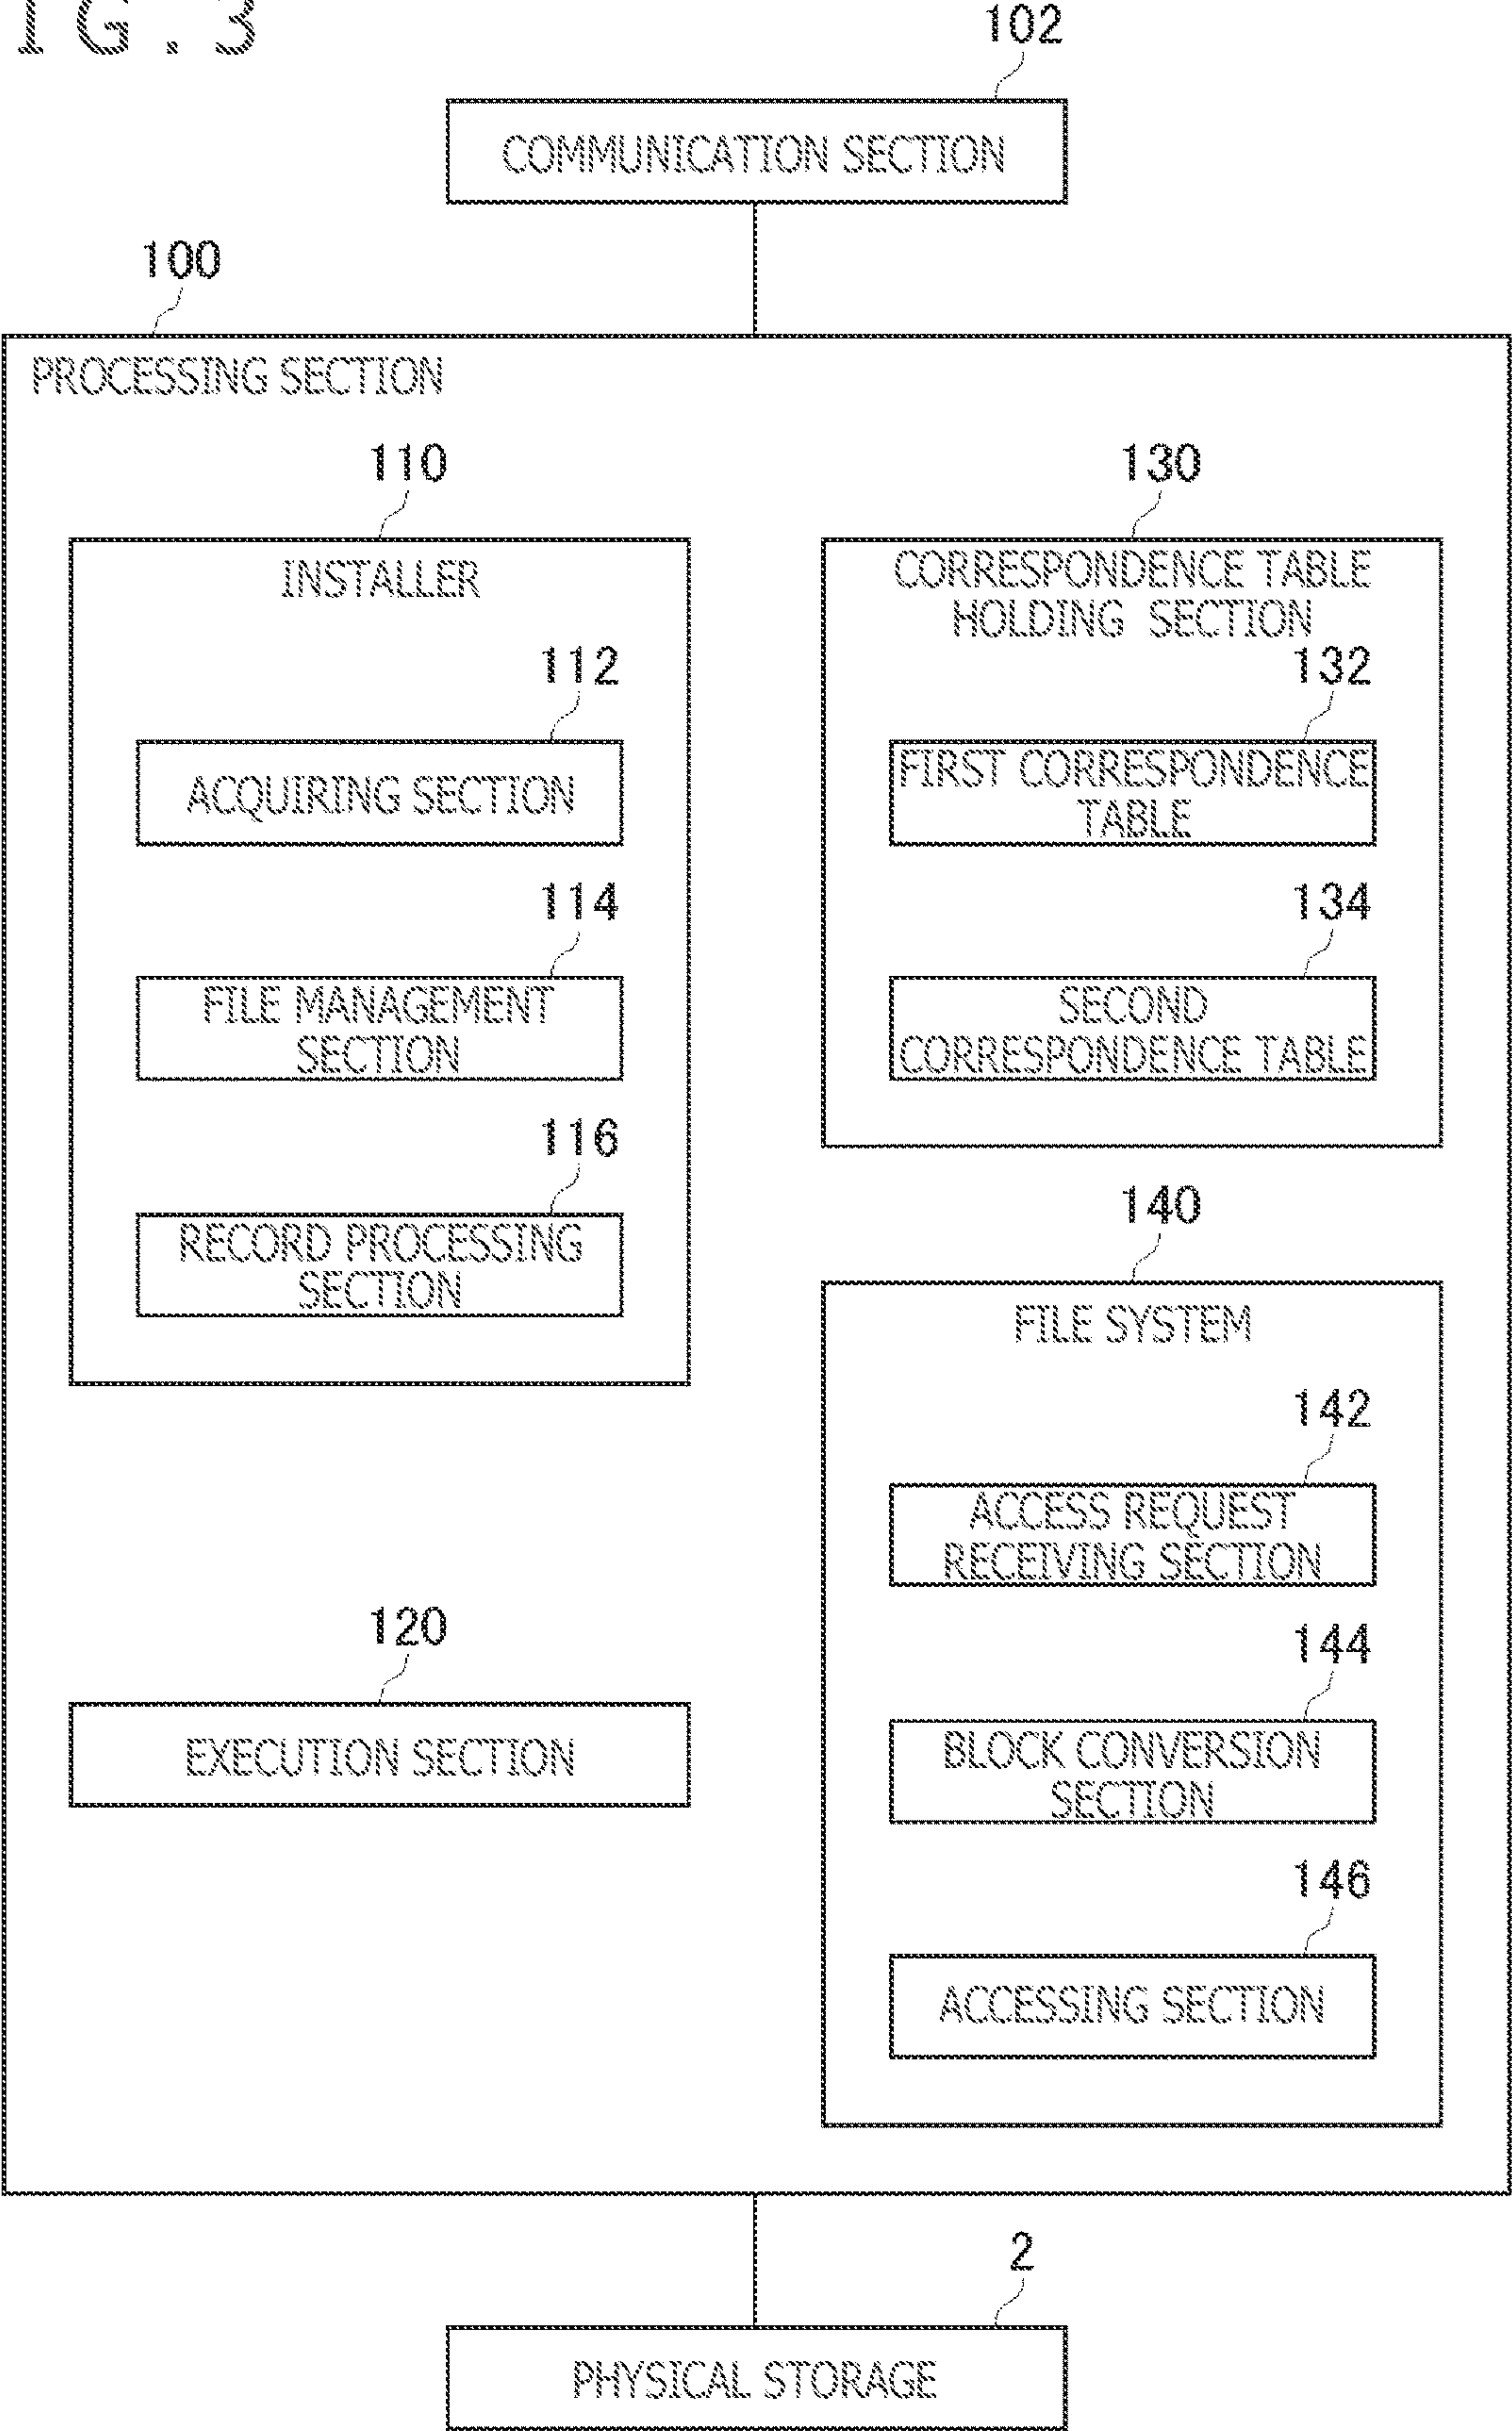 IG.3
102
COMMUNICATION SECTION
100
PROCESSING SECTION
110
INSTALLER
112
ACQUIRING SECTION
114
FILE MANAGEMENT
SECTION
116
RECORD PROCESSING
SECTION
120
EXECUTION SECTION
130
CORRESPONDENCE TABLE
HOLDING SECTION
132
FIRST CORRESPONDENCE
TABLE
134
SECOND
CORRESPONDENCE TABLE
140
FILE SYSTEM
142
ACCESS REQUEST
RECEIVING SECTION
144
BLOCK CONVERSION
SECTION
146
ACCESSING SECTION
2
PHYSICAL STORAGE